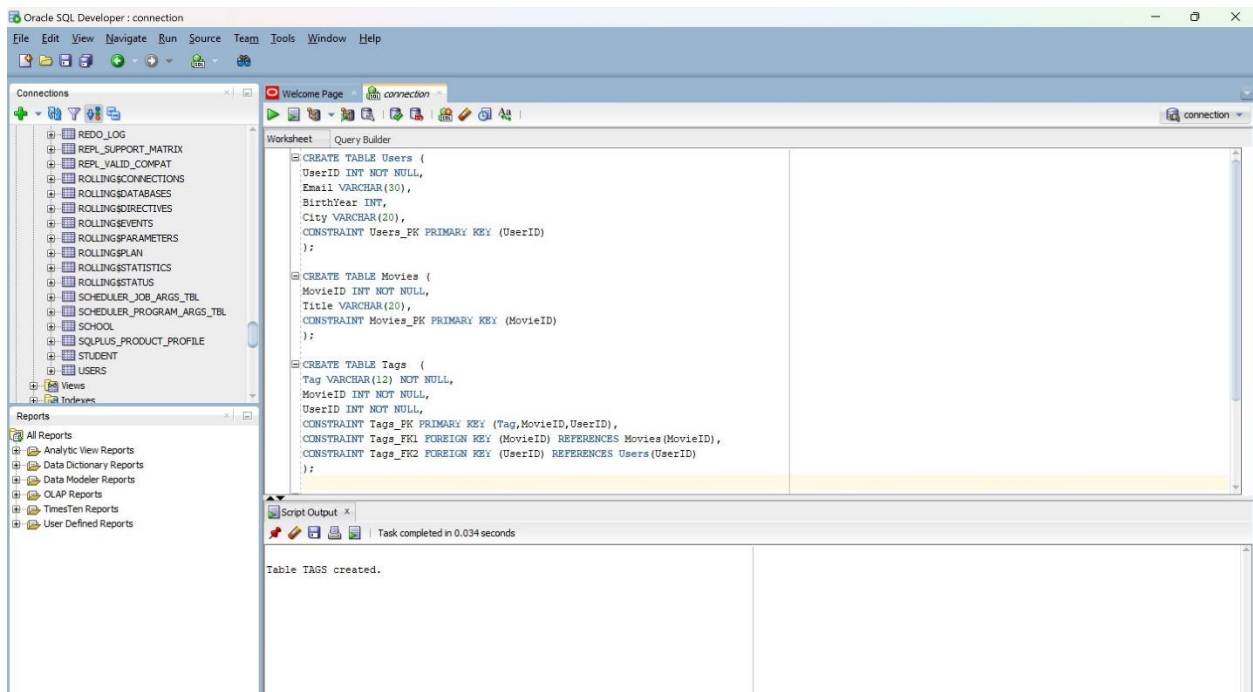 Oracle SQL Developer : connection
File Edit View Navigate Run Source Team Tools Window Help
Connections
REDO_LOG
REPL_SUPPORT_MATRIX
REPL_VALID_COMPAT
ROLLING$CONNECTIONS
ROLLING$DATABASES
ROLLING$DIRECTIVES
ROLLING$EVENTS
ROLLING$PARAMETERS
ROLLING$PLAN
ROLLING$STATISTICS
ROLLING$STATUS
SCHEDULER_JOB_ARGS_TBL
SCHEDULER_PROGRAM_ARGS_TBL
SCHOOL
SQLPLUS_PRODUCT_PROFILE
STUDENT
USERS
Views
Indexes
Reports
All Reports
Analytic View Reports
Data Dictionary Reports
Data Modeler Reports
OLAP Reports
TimesTen Reports
User Defined Reports
Welcome Page connection
connection
Worksheet Query Builder
CREATE TABLE Users (
UserID INT NOT NULL,
Email VARCHAR(30),
BirthYear INT,
City VARCHAR(20),
CONSTRAINT Users_PK PRIMARY KEY (UserID)
);
CREATE TABLE Movies (
MovieID INT NOT NULL,
Title VARCHAR(20),
CONSTRAINT Movies_PK PRIMARY KEY (MovieID)
);
CREATE TABLE Tags (
Tag VARCHAR(12) NOT NULL,
MovieID INT NOT NULL,
UserID INT NOT NULL,
CONSTRAINT Tags_PK PRIMARY KEY (Tag,MovieID,UserID),
CONSTRAINT Tags_FK1 FOREIGN KEY (MovieID) REFERENCES Movies(MovieID),
CONSTRAINT Tags_FK2 FOREIGN KEY (UserID) REFERENCES Users(UserID)
);
Script Output
Task completed in 0.034 seconds
Table TAGS created.